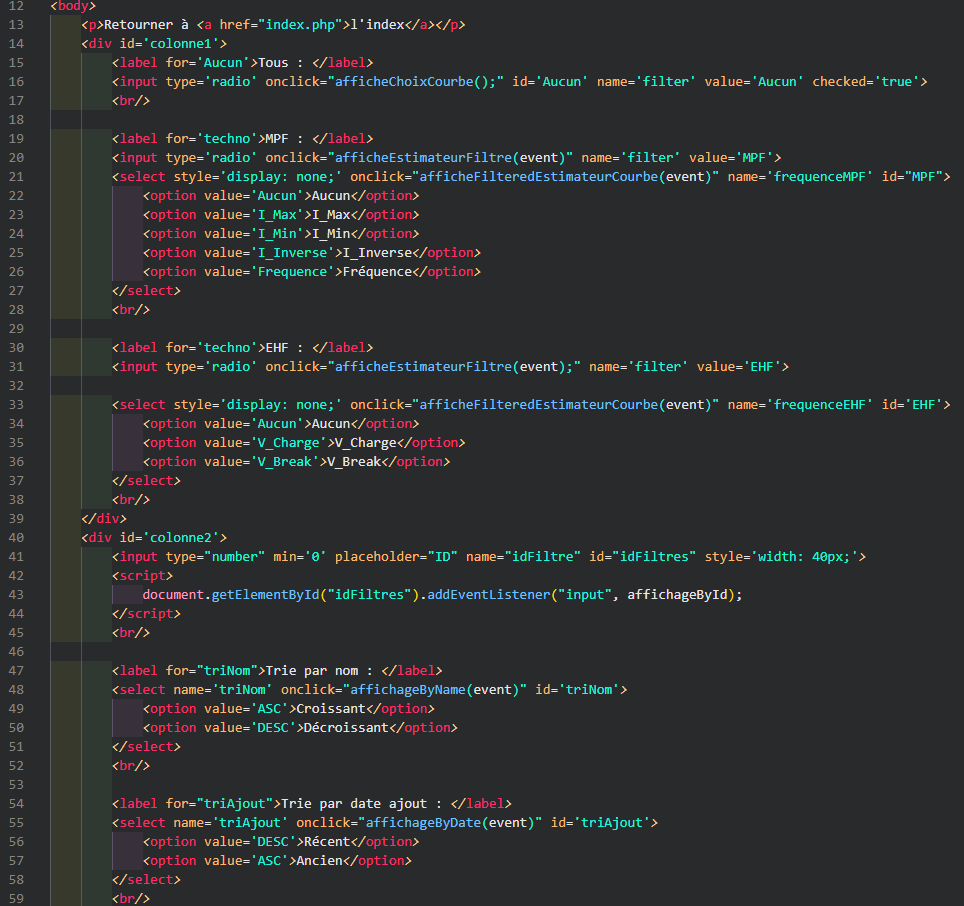 12 <body>
13 <p>Retourner à <a href="index.php">l'index</a></p>
14 <div id='colonne1'>
15 <label for='Aucun'>Tous : </label>
16 <input type='radio' onclick="afficheChoixCourbe();" id='Aucun' name='filter' value='Aucun' checked='true'>
17 <br/>
18
19 <label for='techno'>MPF : </label>
20 <input type='radio' onclick="afficheEstimateurFiltre(event)" name='filter' value='MPF'>
21 <select style='display: none;' onclick="afficheFilteredEstimateurCourbe(event)" name='frequenceMPF' id="MPF">
22 <option value='Aucun'>Aucun</option>
23 <option value='I_Max'>I_Max</option>
24 <option value='I_Min'>I_Min</option>
25 <option value='I_Inverse'>I_Inverse</option>
26 <option value='Frequence'>Fréquence</option>
27 </select>
28 <br/>
29
30 <label for='techno'>EHF : </label>
31 <input type='radio' onclick="afficheEstimateurFiltre(event);" name='filter' value='EHF'>
32
33 <select style='display: none;' onclick="afficheFilteredEstimateurCourbe(event)" name='frequenceEHF' id='EHF'>
34 <option value='Aucun'>Aucun</option>
35 <option value='V_Charge'>V_Charge</option>
36 <option value='V_Break'>V_Break</option>
37 </select>
38 <br/>
39 </div>
40 <div id='colonne2'>
41 <input type="number" min='0' placeholder="ID" name="idFiltre" id="idFiltres" style='width: 40px;'>
42 <script>
43 document.getElementById("idFiltres").addEventListener("input", affichageById);
44 </script>
45 <br/>
46
47 <label for="triNom">Trie par nom : </label>
48 <select name='triNom' onclick="affichageByName(event)" id='triNom'>
49 <option value='ASC'>Croissant</option>
50 <option value='DESC'>Décroissant</option>
51 </select>
52 <br/>
53
54 <label for="triAjout">Trie par date ajout : </label>
55 <select name='triAjout' onclick="affichageByDate(event)" id='triAjout'>
56 <option value='DESC'>Récent</option>
57 <option value='ASC'>Ancien</option>
58 </select>
59 <br/>